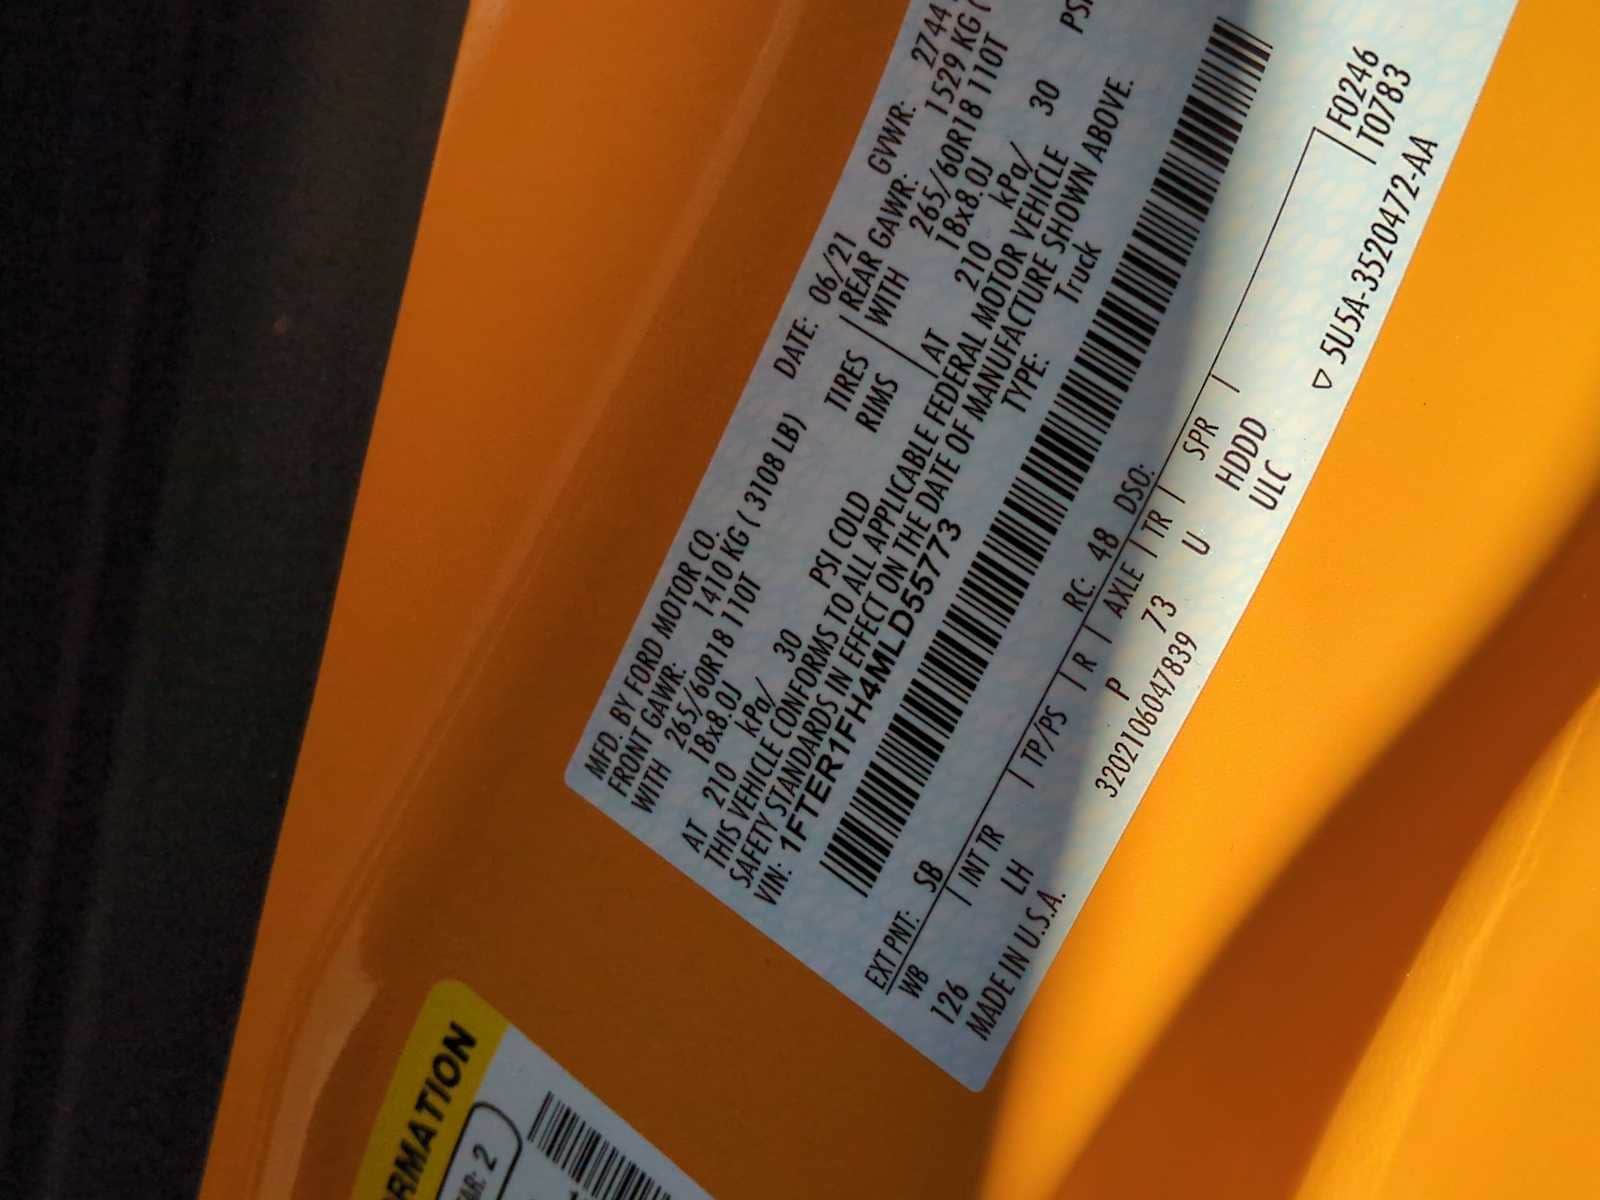 MFD. BY FORD MOTOR CO. DATE: 06/21 GVWR: 2744
FRONT GAWR: 1410 KG ( 3108 LB) REAR GAWR: 1529 KG (
WITH 265/60R18 110T TIRES WITH 265/60R18 110T
18x8.0J RIMS 18x8.0J
AT 210 kPa/ 30 PSI COLD AT 210 kPa/ 30 PS
THIS VEHICLE CONFORMS TO ALL APPLICABLE FEDERAL MOTOR VEHICLE
SAFETY STANDARDS IN EFFECT ON THE DATE OF MANUFACTURE SHOWN ABOVE.
VIN: 1FTER1FH4MLD55773 TYPE: Truck
EXT PNT: SB RC: 48 DSO:
WB | INT TR | TP/PS | R | AXLE | TR | SPR |
126 LH P 73 U HDDD | F0246
MADE IN U.S.A. 3202106047839 ULC T0783
▽ 5U5A-3520472-AA
RMATION
AR: 2